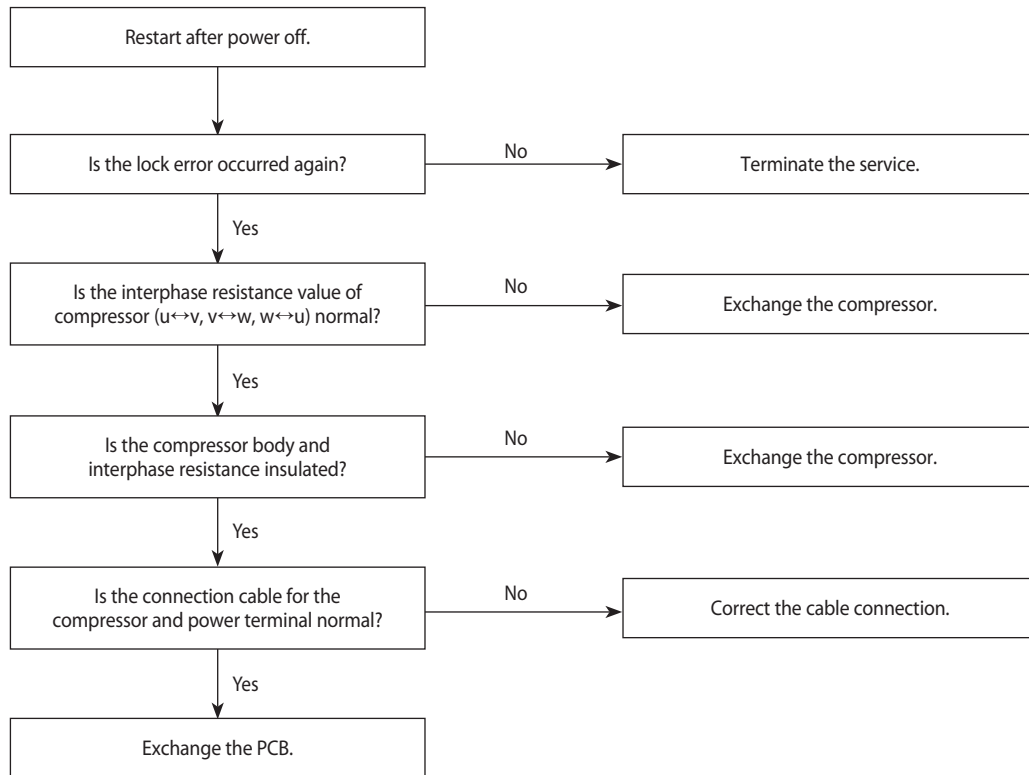 Restart after power off.
Is the lock error occurred again?
No
Terminate the service.
Yes
Is the interphase resistance value of
compressor (u↔v, v↔w, w↔u) normal?
No
Exchange the compressor.
Yes
Is the compressor body and
interphase resistance insulated?
No
Exchange the compressor.
Yes
Is the connection cable for the
compressor and power terminal normal?
No
Correct the cable connection.
Yes
Exchange the PCB.